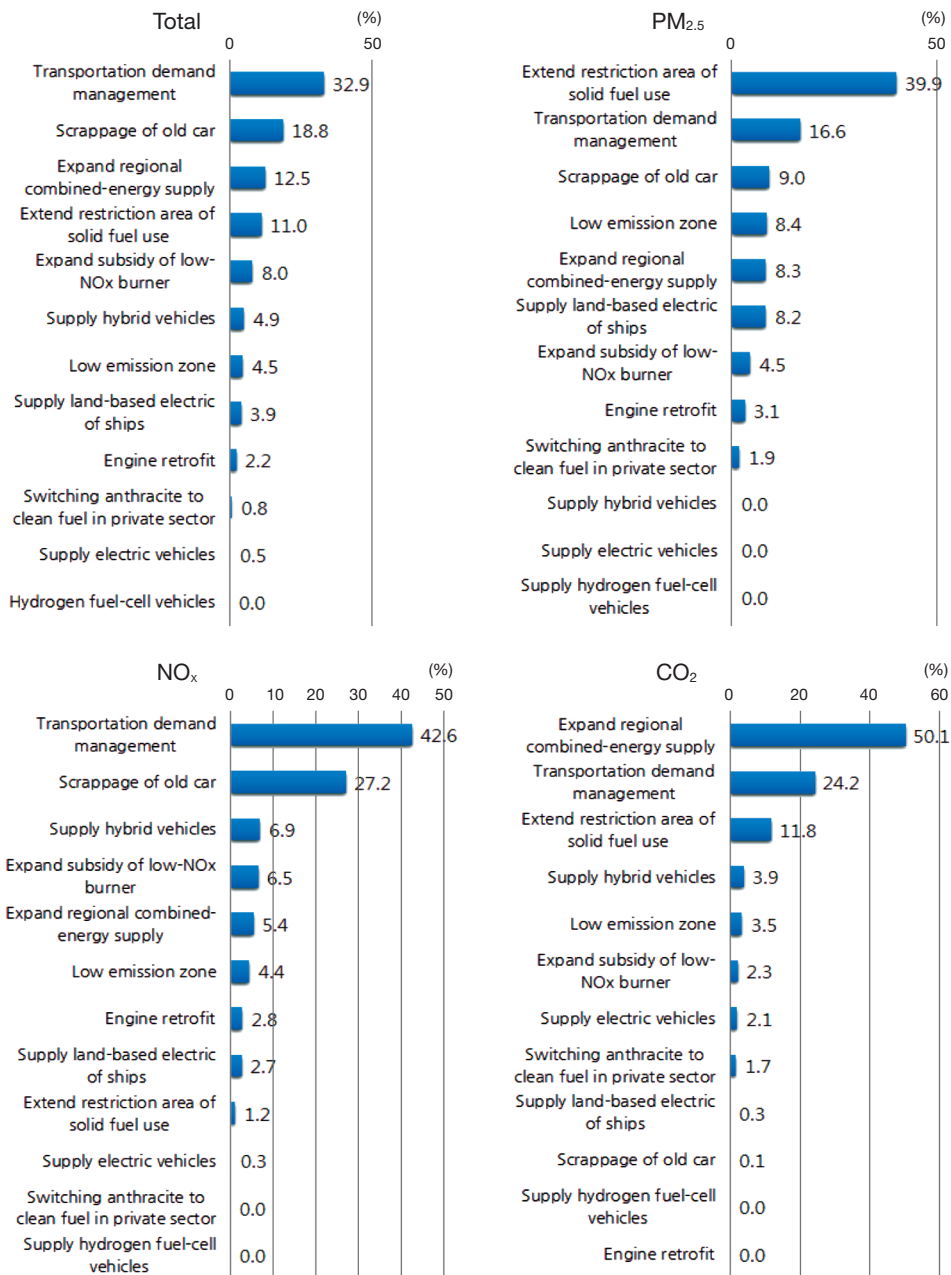 Total (%)
0 50
Transportation demand
management 32.9
Scrappage of old car 18.8
Expand regional
combined-energy supply 12.5
Extend restriction area of
solid fuel use 11.0
Expand subsidy of low-
NOx burner 8.0
Supply hybrid vehicles 4.9
Low emission zone 4.5
Supply land-based electric
of ships 3.9
Engine retrofit 2.2
Switching anthracite to
clean fuel in private sector 0.8
Supply electric vehicles 0.5
Hydrogen fuel-cell vehicles 0.0
PM2.5 (%)
0 50
Extend restriction area of
solid fuel use 39.9
Transportation demand
management 16.6
Scrappage of old car 9.0
Low emission zone 8.4
Expand regional
combined-energy supply 8.3
Supply land-based electric
of ships 8.2
Expand subsidy of low-
NOx burner 4.5
Engine retrofit 3.1
Switching anthracite to
clean fuel in private sector 1.9
Supply hybrid vehicles 0.0
Supply electric vehicles 0.0
Supply hydrogen fuel-cell
vehicles 0.0
NOx (%)
0 10 20 30 40 50
Transportation demand
management 42.6
Scrappage of old car 27.2
Supply hybrid vehicles 6.9
Expand subsidy of low-NOx
burner 6.5
Expand regional combined-
energy supply 5.4
Low emission zone 4.4
Engine retrofit 2.8
Supply land-based electric
of ships 2.7
Extend restriction area of
solid fuel use 1.2
Supply electric vehicles 0.3
Switching anthracite to
clean fuel in private sector 0.0
Supply hydrogen fuel-cell
vehicles 0.0
CO2 (%)
0 20 40 60
Expand regional
combined-energy supply 50.1
Transportation demand
management 24.2
Extend restriction area of
solid fuel use 11.8
Supply hybrid vehicles 3.9
Low emission zone 3.5
Expand subsidy of low-
NOx burner 2.3
Supply electric vehicles 2.1
Switching anthracite to
clean fuel in private sector 1.7
Supply land-based electric
of ships 0.3
Scrappage of old car 0.1
Supply hydrogen fuel-cell
vehicles 0.0
Engine retrofit 0.0